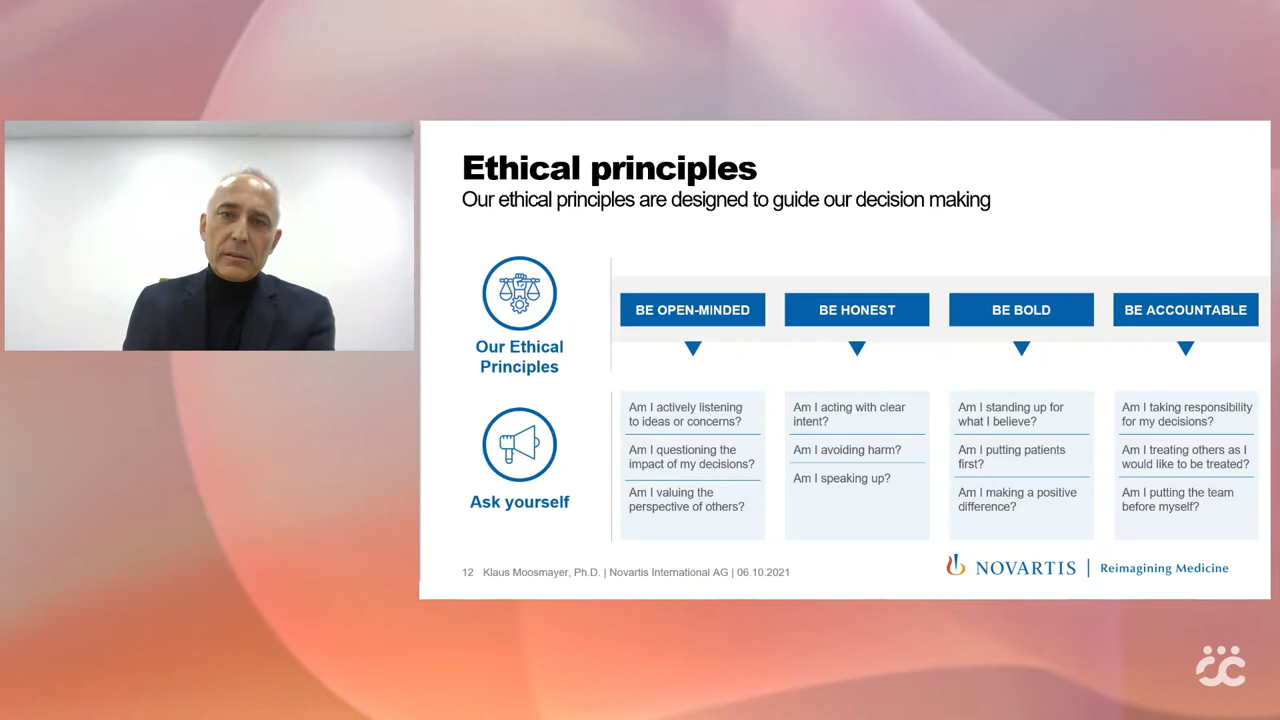 Ethical principles
Our ethical principles are designed to guide our decision making
Our Ethical
Principles
BE OPEN-MINDED
BE HONEST
BE BOLD
BE ACCOUNTABLE
Ask yourself
Am I actively listening
to ideas or concerns?
Am I questioning the
impact of my decisions?
Am I valuing the
perspective of others?
Am I acting with clear
intent?
Am I avoiding harm?
Am I speaking up?
Am I standing up for
what I believe?
Am I putting patients
first?
Am I making a positive
difference?
Am I taking responsibility
for my decisions?
Am I treating others as I
would like to be treated?
Am I putting the team
before myself?
12 Klaus Moosmayer, Ph.D. | Novartis International AG | 06.10.2021
NOVARTIS | Reimagining Medicine